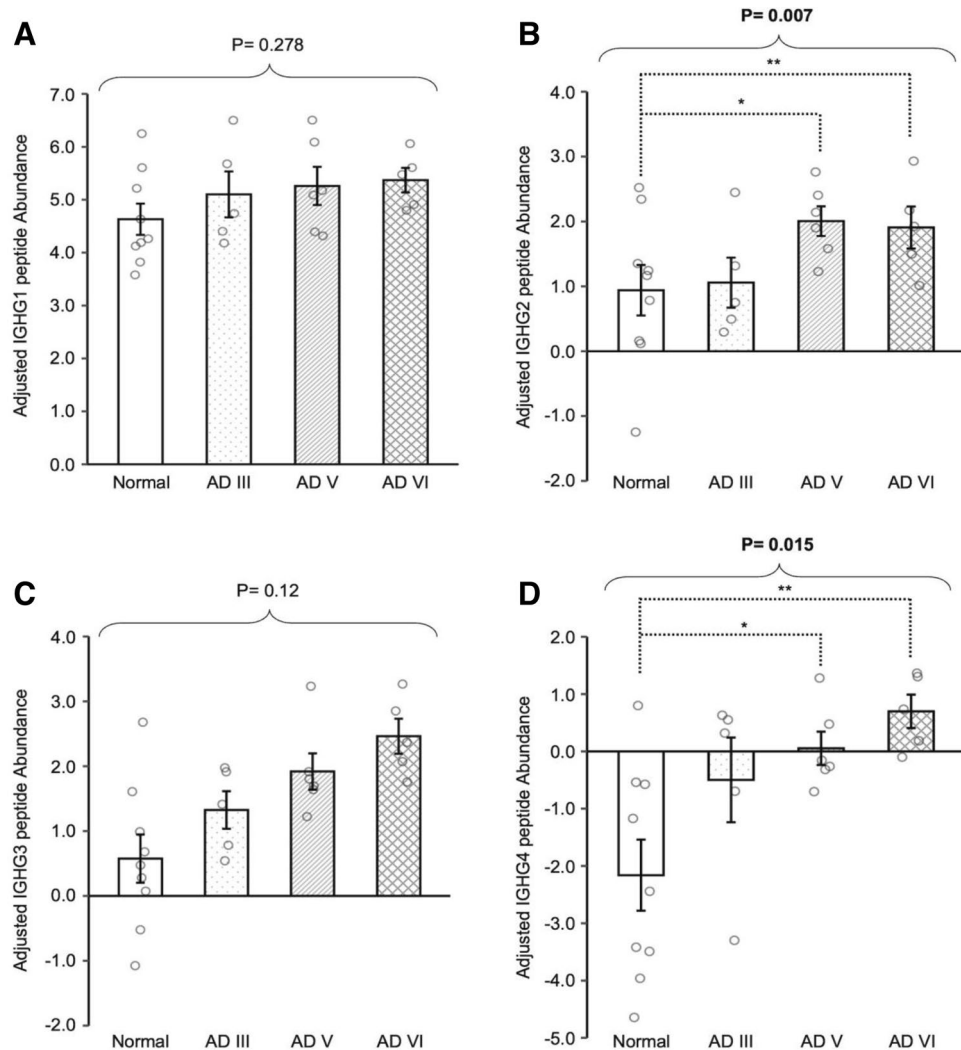 A
P= 0.278
Adjusted IGHG1 peptide Abundance
7.0
6.0
5.0
4.0
3.0
2.0
1.0
0.0
Normal AD III AD V AD VI
B
P= 0.007
**
*
Adjusted IGHG2 peptide Abundance
4.0
3.0
2.0
1.0
0.0
-1.0
-2.0
Normal AD III AD V AD VI
C
P= 0.12
Adjusted IGHG3 peptide Abundance
4.0
3.0
2.0
1.0
0.0
-1.0
-2.0
Normal AD III AD V AD VI
D
P= 0.015
**
*
Adjusted IGHG4 peptide Abundance
2.0
1.0
0.0
-1.0
-2.0
-3.0
-4.0
-5.0
Normal AD III AD V AD VI